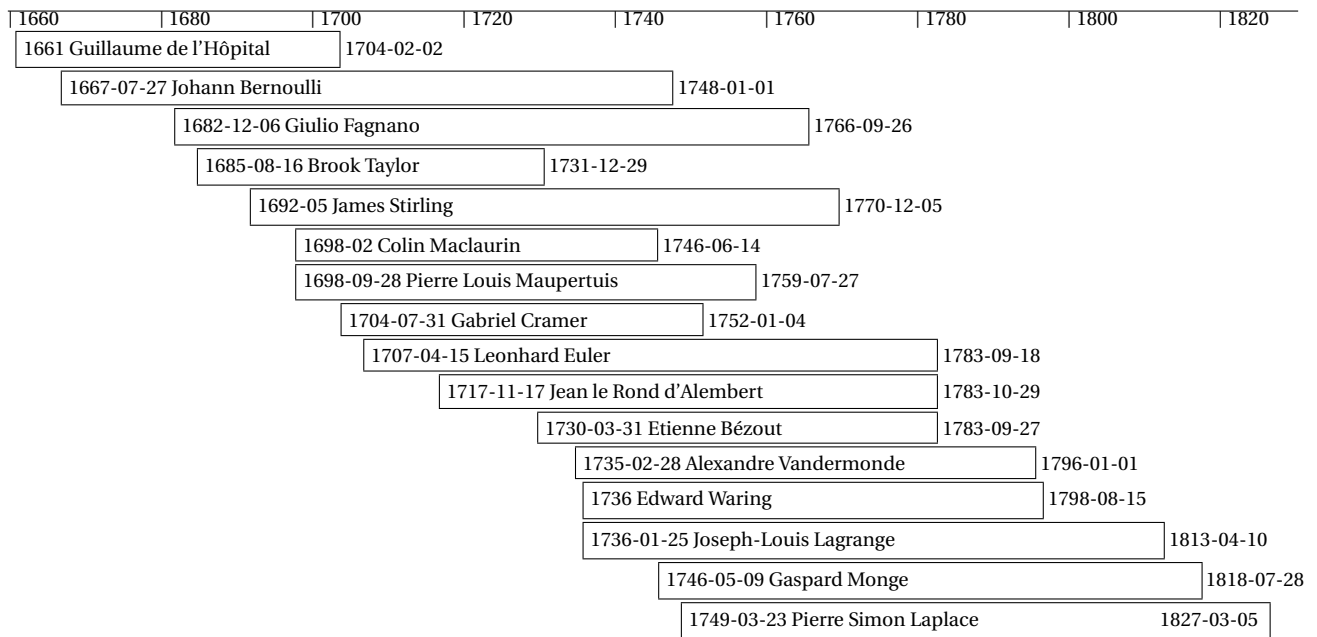 |1660 |1680 |1700 |1720 |1740 |1760 |1780 |1800 |1820
1661 Guillaume de l'Hôpital 1704-02-02
1667-07-27 Johann Bernoulli 1748-01-01
1682-12-06 Giulio Fagnano 1766-09-26
1685-08-16 Brook Taylor 1731-12-29
1692-05 James Stirling 1770-12-05
1698-02 Colin Maclaurin 1746-06-14
1698-09-28 Pierre Louis Maupertuis 1759-07-27
1704-07-31 Gabriel Cramer 1752-01-04
1707-04-15 Leonhard Euler 1783-09-18
1717-11-17 Jean le Rond d'Alembert 1783-10-29
1730-03-31 Etienne Bézout 1783-09-27
1735-02-28 Alexandre Vandermonde 1796-01-01
1736 Edward Waring 1798-08-15
1736-01-25 Joseph-Louis Lagrange 1813-04-10
1746-05-09 Gaspard Monge 1818-07-28
1749-03-23 Pierre Simon Laplace 1827-03-05